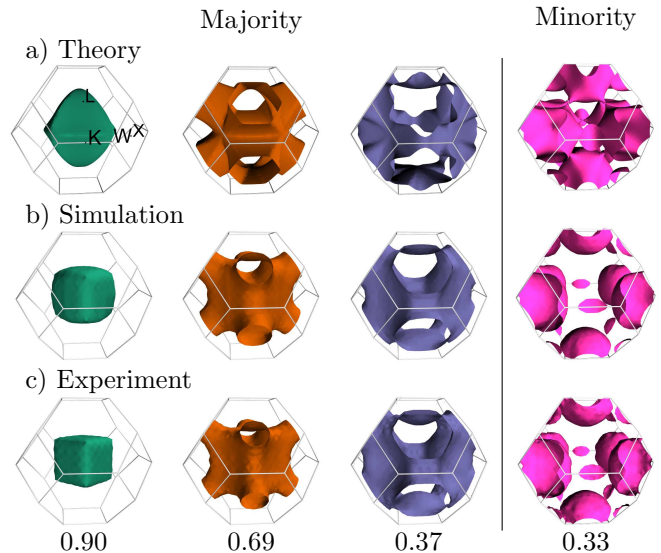 Majority
Minority
a) Theory
L
K
W
X
b) Simulation
c) Experiment
0.90
0.69
0.37
0.33